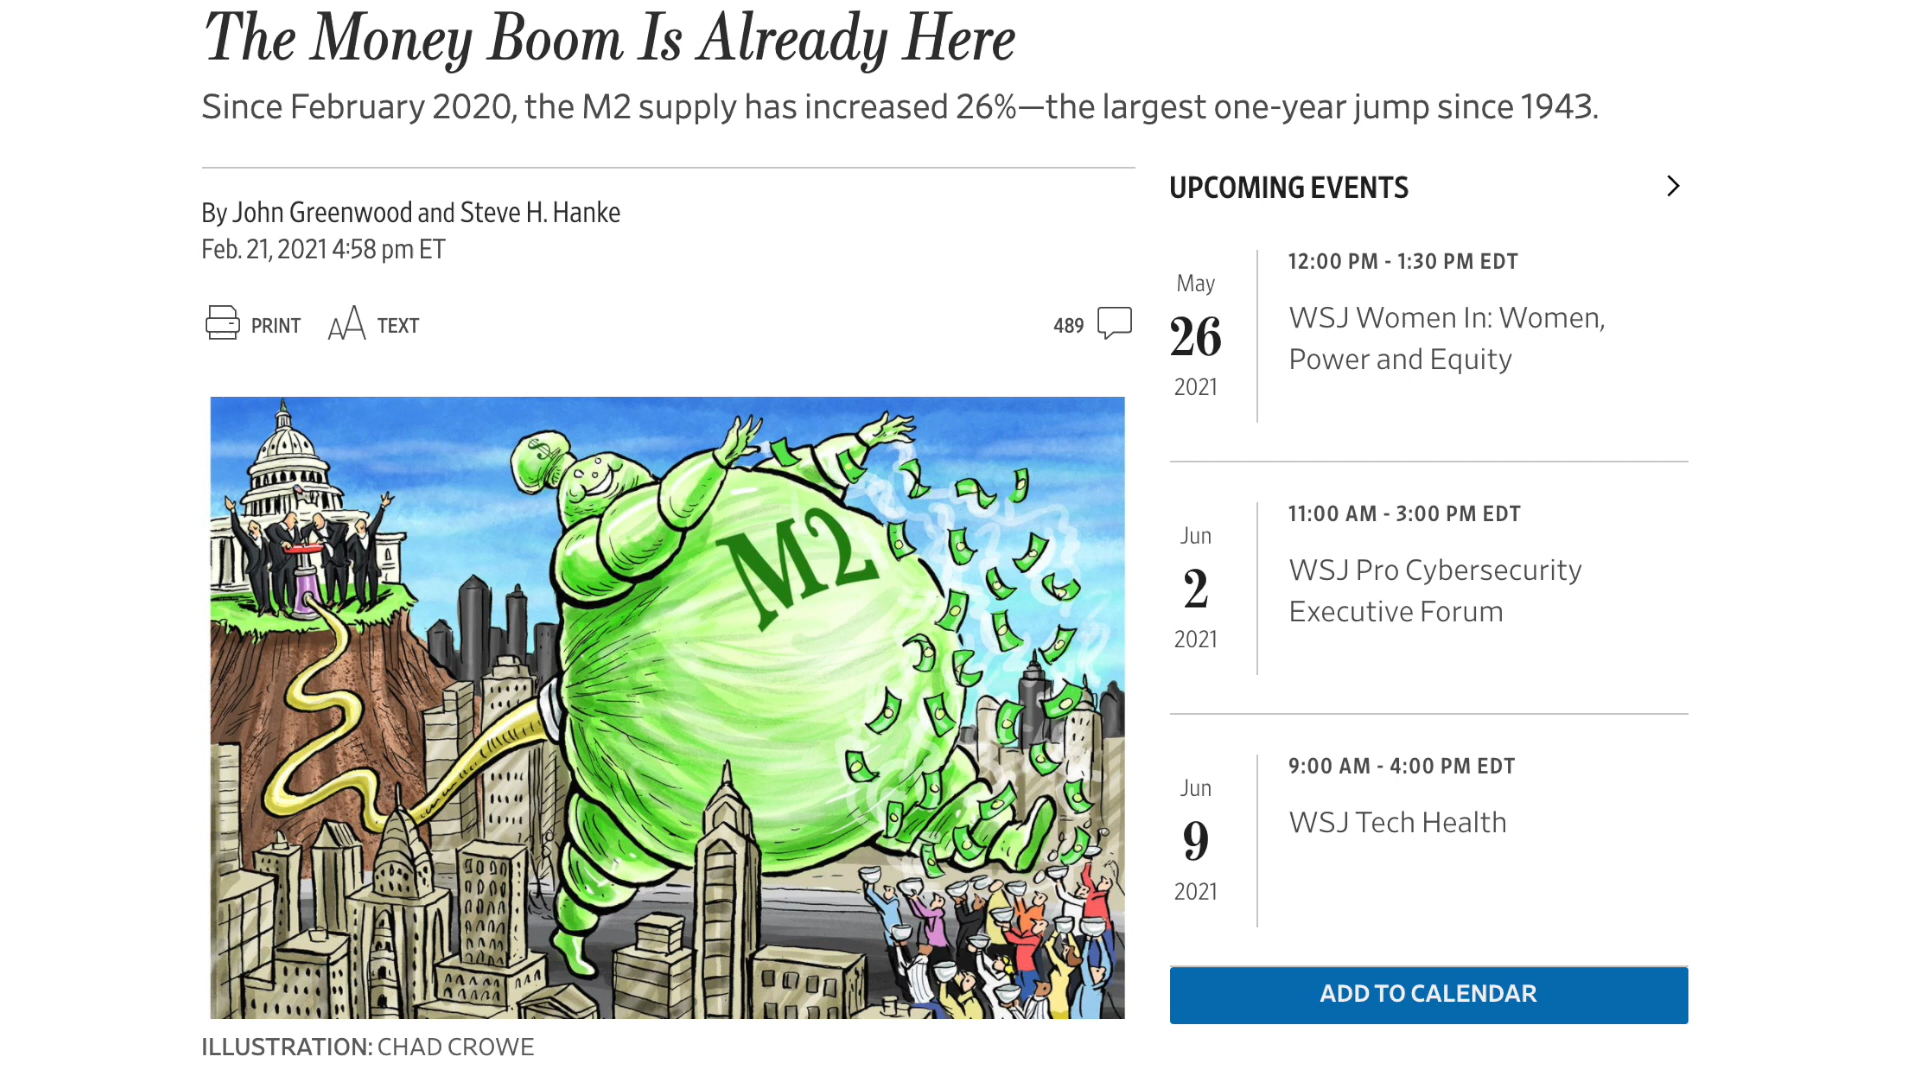 The Money Boom Is Already Here
Since February 2020, the M2 supply has increased 26%—the largest one-year jump since 1943.
By John Greenwood and Steve H. Hanke
Feb. 21, 2021 4:58 pm ET
PRINT
TEXT
489
$
M2
ILLUSTRATION: CHAD CROWE
UPCOMING EVENTS
May
26
2021
12:00 PM - 1:30 PM EDT
WSJ Women In: Women,
Power and Equity
Jun
2
2021
11:00 AM - 3:00 PM EDT
WSJ Pro Cybersecurity
Executive Forum
Jun
9
2021
9:00 AM - 4:00 PM EDT
WSJ Tech Health
ADD TO CALENDAR